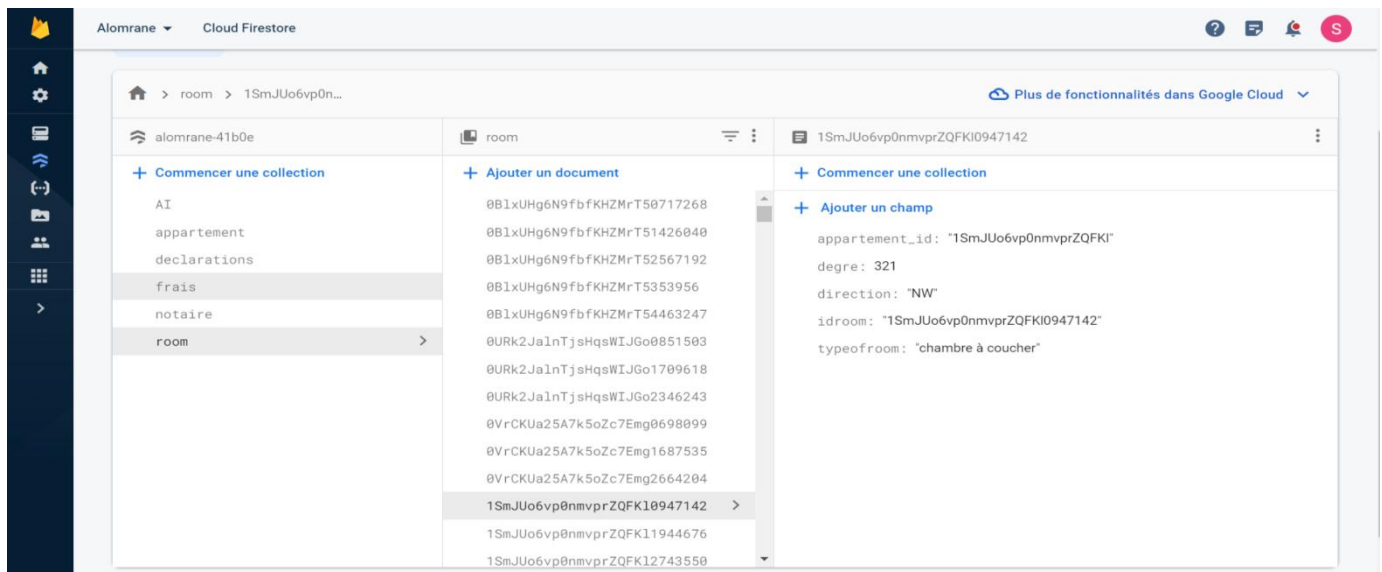 Alomrane Cloud Firestore
S
room > 1SmJUo6vp0n...
Plus de fonctionnalités dans Google Cloud
alomrane-41b0e
Commencer une collection
AI
appartement
declarations
frais
notaire
room
room
Ajouter un document
0BlxUHg6N9fbfKHZMrT50717268
0BlxUHg6N9fbfKHZMrT51426040
0BlxUHg6N9fbfKHZMrT52567192
0BlxUHg6N9fbfKHZMrT5353956
0BlxUHg6N9fbfKHZMrT54463247
0URk2JalnTjsHqsWIJGo0851503
0URk2JalnTjsHqsWIJGo1709618
0URk2JalnTjsHqsWIJGo2346243
0VrCKUa25A7k5oZc7Emg0698099
0VrCKUa25A7k5oZc7Emg1687535
0VrCKUa25A7k5oZc7Emg2664204
1SmJUo6vp0nmvprZQFKl0947142
1SmJUo6vp0nmvprZQFKl1944676
1SmJUo6vp0nmvprZQFKl2743550
1SmJUo6vp0nmvprZQFKl0947142
Commencer une collection
Ajouter un champ
appartement_id: "1SmJUo6vp0nmvprZQFKl"
degre: 321
direction: "NW"
idroom: "1SmJUo6vp0nmvprZQFKl0947142"
typeofroom: "chambre à coucher"